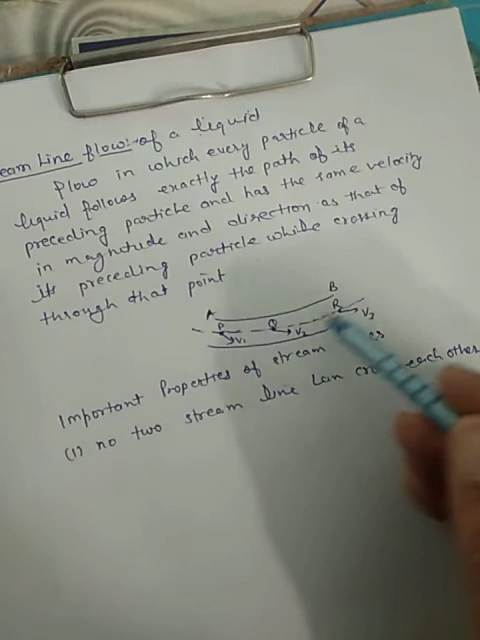 eam Line flow:- of a liquid
Flow in which every particle of a
liquid follows exactly the path of its
preceding particle and has the same velocity
in magnitude and direction as that of
its preceding particle while crossing
through that point
A B
P Q R
V1 V2 V3
Important Properties of stream es
(1) no two stream line can cross each other